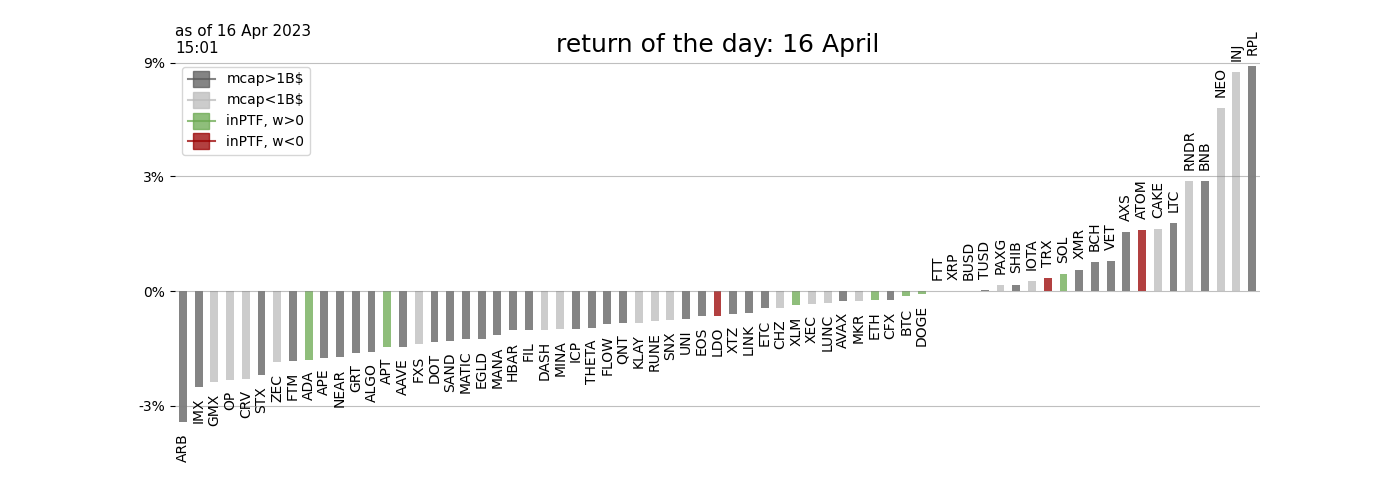 as of 16 Apr 2023
15:01
return of the day: 16 April
9%
3%
0%
-3%
mcap>1B$
mcap<1B$
inPTF, w>0
inPTF, w<0
ARB
IMX
GMX
OP
CRV
STX
ZEC
FTM
ADA
APE
NEAR
GRT
ALGO
APT
AAVE
FXS
DOT
SAND
MATIC
EGLD
MANA
HBAR
FIL
DASH
MINA
ICP
THETA
FLOW
QNT
KLAY
RUNE
SNX
UNI
EOS
LDO
XTZ
LINK
ETC
CHZ
XLM
XEC
LUNC
AVAX
MKR
ETH
CFX
BTC
DOGE
FTT
XRP
BUSD
TUSD
PAXG
SHIB
IOTA
TRX
SOL
XMR
BCH
VET
AXS
ATOM
CAKE
LTC
RNDR
BNB
NEO
INJ
RPL